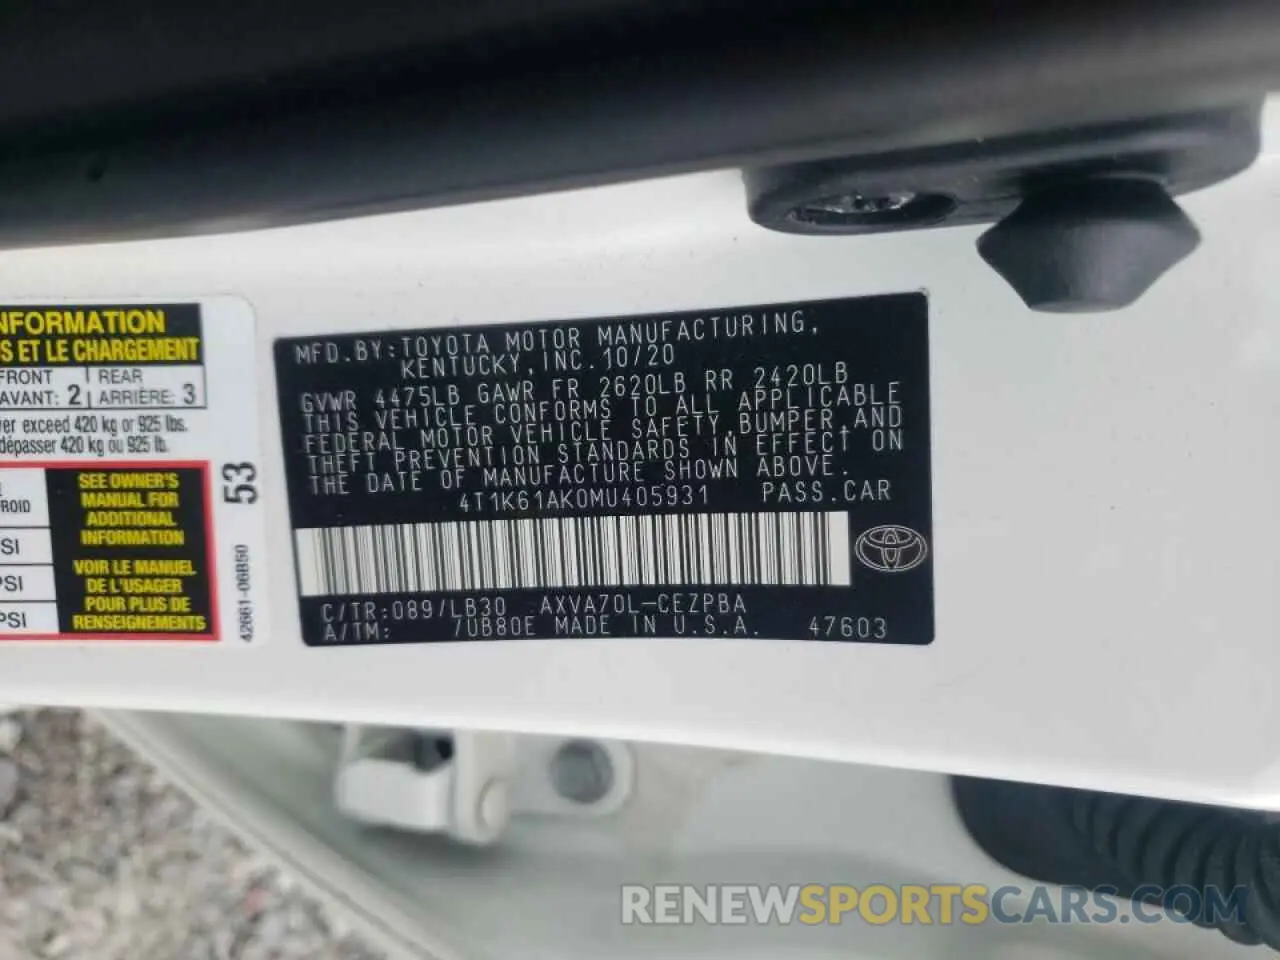 NFORMATION
S ET LE CHARGEMENT
FRONT
AVANT: 2
REAR
ARRIÈRE: 3
ver exceed 420 kg or 925 lbs.
dépasser 420 kg ou 925 lb.
SEE OWNER'S
MANUAL FOR
ADDITIONAL
INFORMATION
VOIR LE MANUEL
DE L'USAGER
POUR PLUS DE
RENSEIGNEMENTS
E
ROID
SI
PSI
PSI
53
42661-06B50
MFD.BY:TOYOTA MOTOR MANUFACTURING,
KENTUCKY,INC.10/20
GVWR 4475LB GAWR FR 2620LB RR 2420LB
THIS VEHICLE CONFORMS TO ALL APPLICABLE
FEDERAL MOTOR VEHICLE SAFETY,BUMPER,AND
THEFT PREVENTION STANDARDS IN EFFECT ON
THE DATE OF MANUFACTURE SHOWN ABOVE.
4T1K61AK0MU405931 PASS.CAR
C/TR:089/LB30 AXVA70L-CEZPBA
A/TM: 7UB80E MADE IN U.S.A. 47603
RENEWSPORTSCARS.COM